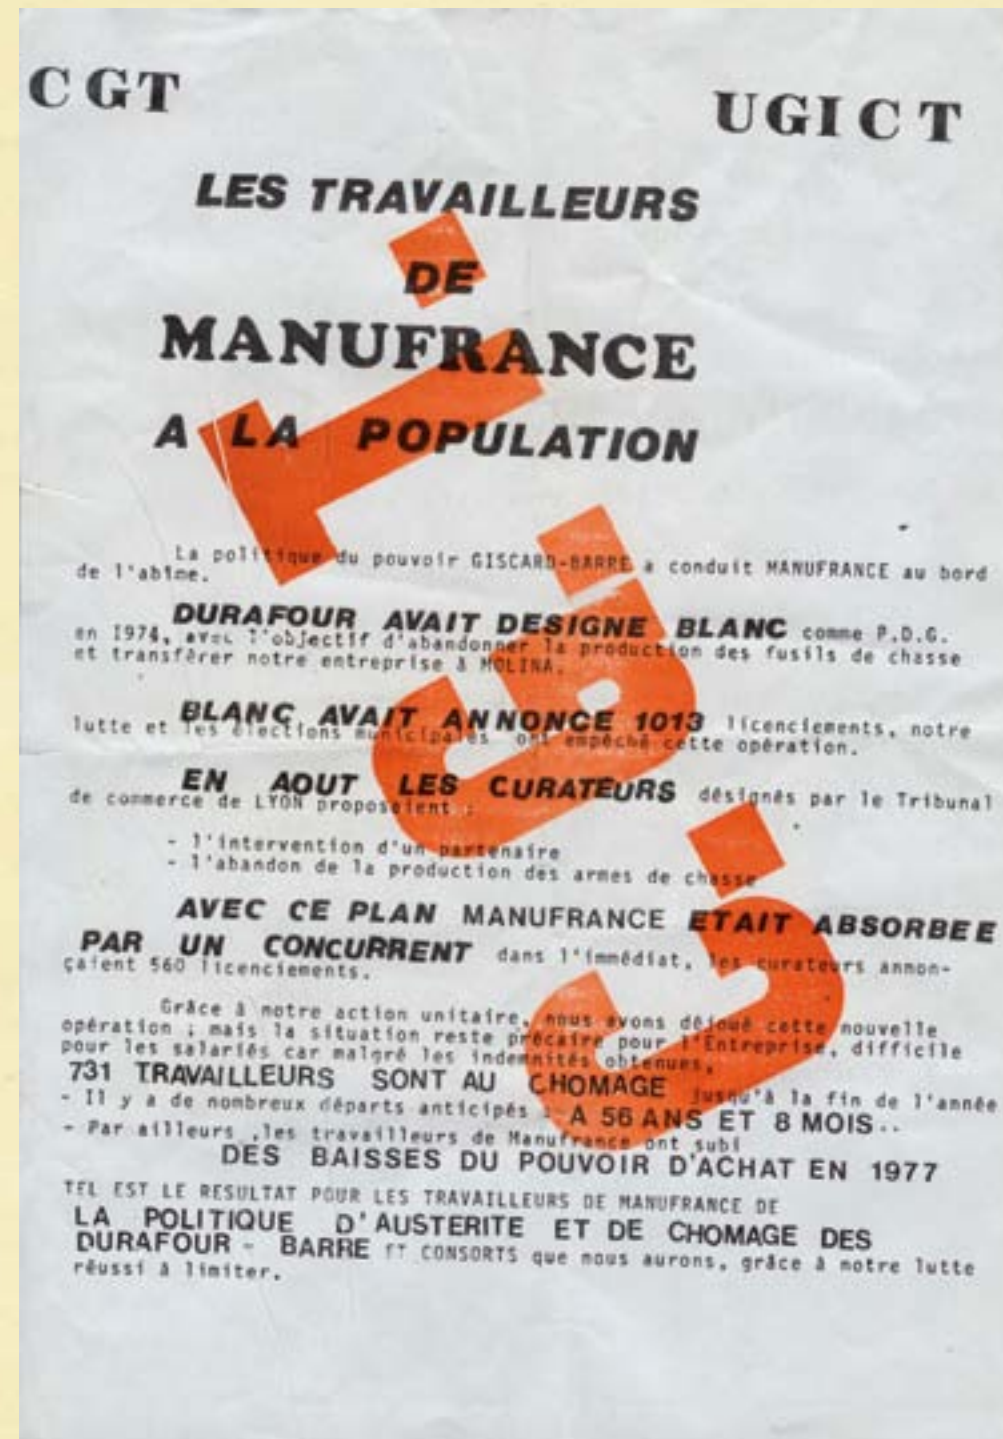 CGT
UGICT
LES TRAVAILLEURS
DE
MANUFRANCE
A LA POPULATION
La politique du pouvoir GISCARD-BARRE a conduit MANUFRANCE au bord
de l'abîme.
DURAFOUR AVAIT DESIGNE BLANC comme P.D.G.
en 1974, avec l'objectif d'abandonner la production des fusils de chasse
et transférer notre entreprise à MOLINA.
BLANC AVAIT ANNONCE 1013 licenciements, notre
lutte et les élections municipales ont empêché cette opération.
EN AOUT LES CURATEURS désignés par le Tribunal
de commerce de LYON proposaient :
- l'intervention d'un partenaire
- l'abandon de la production des armes de chasse
AVEC CE PLAN MANUFRANCE ETAIT ABSORBEE
PAR UN CONCURRENT dans l'immédiat, les curateurs annon-
çaient 560 licenciements.
Grâce à notre action unitaire, nous avons déjoué cette nouvelle
opération ; mais la situation reste précaire pour l'Entreprise, difficile
pour les salariés car malgré les indemnités obtenues,
731 TRAVAILLEURS SONT AU CHOMAGE jusqu'à la fin de l'année
- Il y a de nombreux départs anticipés : A 56 ANS ET 8 MOIS..
- Par ailleurs ,les travailleurs de Manufrance ont subi
DES BAISSES DU POUVOIR D'ACHAT EN 1977
TEL EST LE RESULTAT POUR LES TRAVAILLEURS DE MANUFRANCE DE
LA POLITIQUE D'AUSTERITE ET DE CHOMAGE DES
DURAFOUR - BARRE ET CONSORTS que nous aurons, grâce à notre lutte
réussi à limiter.